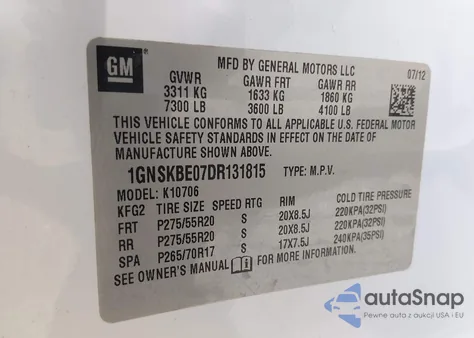 GM
MFD BY GENERAL MOTORS LLC
07/12
GVWR GAWR FRT GAWR RR
3311 KG 1633 KG 1860 KG
7300 LB 3600 LB 4100 LB
THIS VEHICLE CONFORMS TO ALL APPLICABLE U.S. FEDERAL MOTOR
VEHICLE SAFETY STANDARDS IN EFFECT ON THE DATE OF
MANUFACTURE SHOWN ABOVE.
1GNSKBE07DR131815 TYPE: M.P.V.
MODEL: K10706
KFG2 TIRE SIZE SPEED RTG RIM COLD TIRE PRESSURE
FRT P275/55R20 S 20X8.5J 220KPA(32PSI)
RR P275/55R20 S 20X8.5J 220KPA(32PSI)
SPA P265/70R17 S 17X7.5J 240KPA(35PSI)
SEE OWNER'S MANUAL FOR MORE INFORMATION.
autoSnap
Pewne auta z aukcji USA i EU